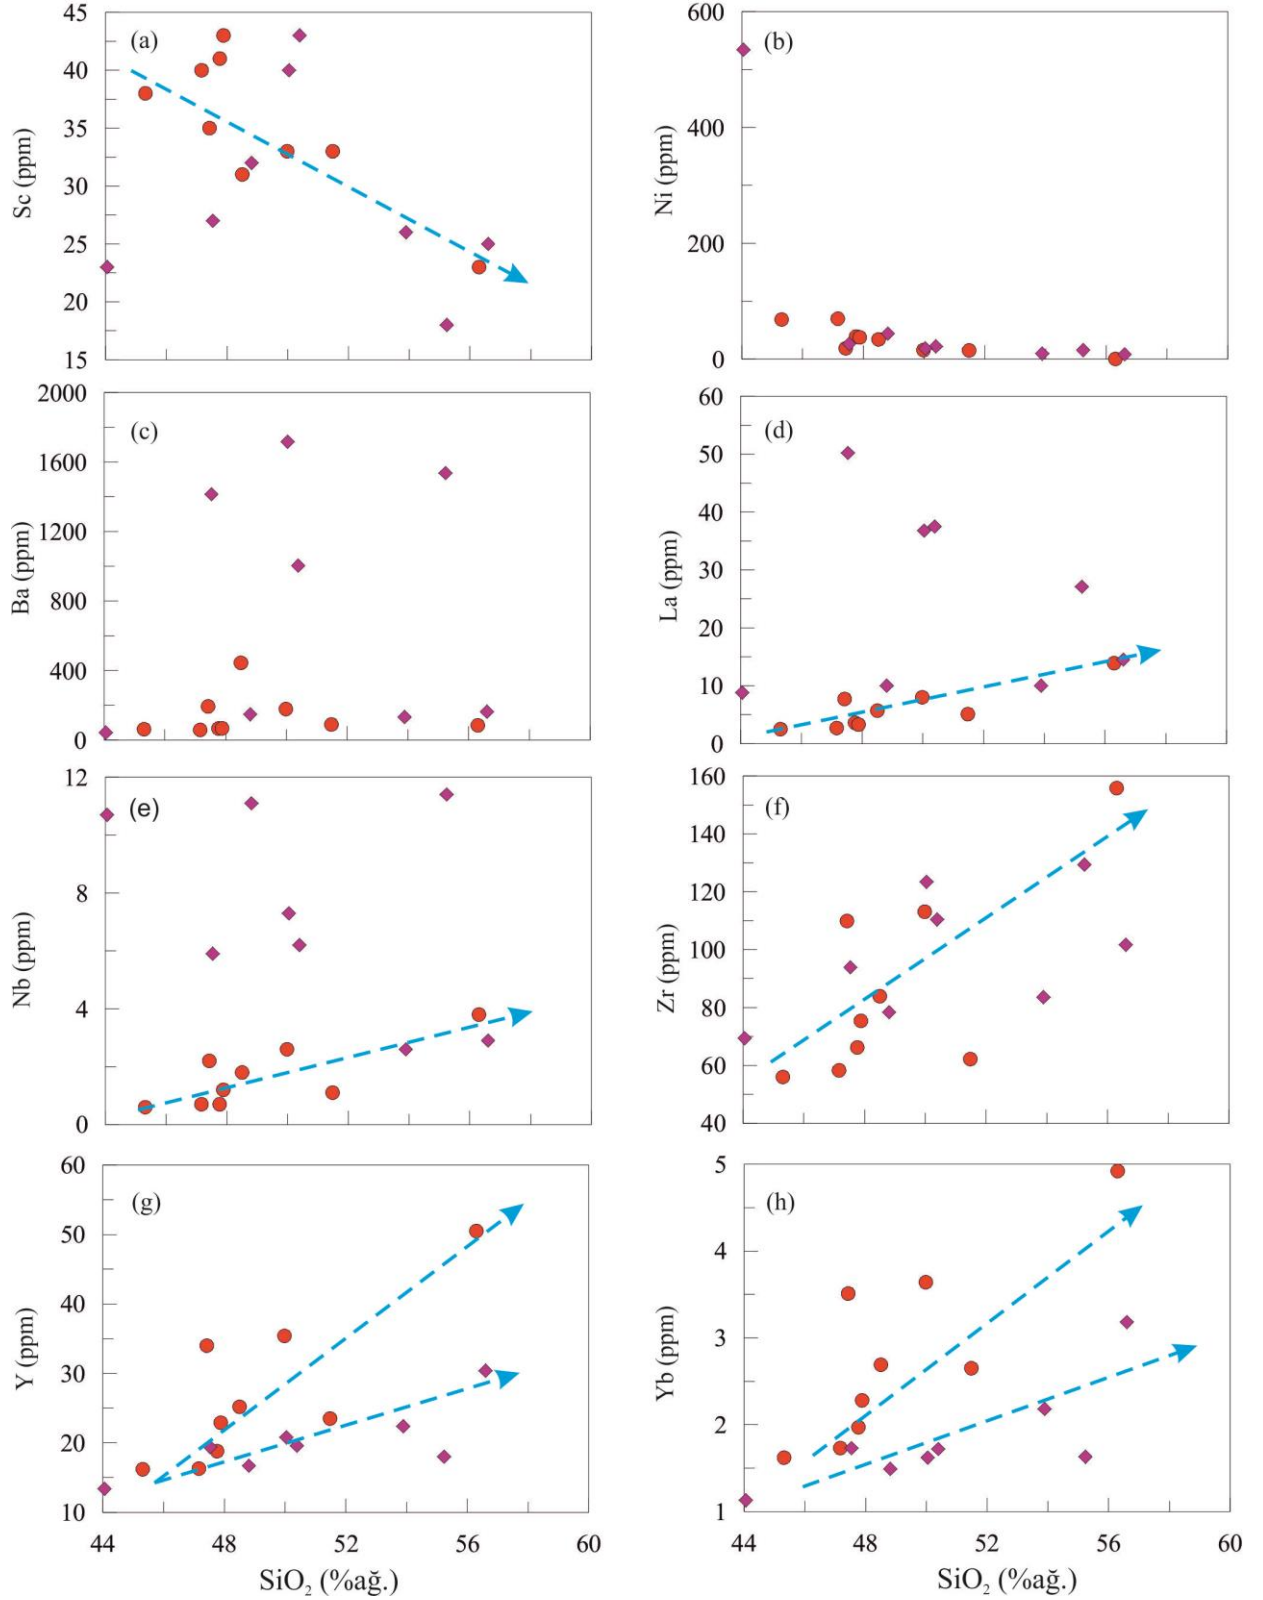 (a)
45
40
35
30
25
20
15
Sc (ppm)
(b)
600
400
200
0
Ni (ppm)
(c)
2000
1600
1200
800
400
0
Ba (ppm)
(d)
60
50
40
30
20
10
0
La (ppm)
(e)
12
8
4
0
Nb (ppm)
(f)
160
140
120
100
80
60
40
Zr (ppm)
(g)
60
50
40
30
20
10
Y (ppm)
44 48 52 56 60
SiO₂ (%ağ.)
(h)
5
4
3
2
1
Yb (ppm)
44 48 52 56 60
SiO₂ (%ağ.)